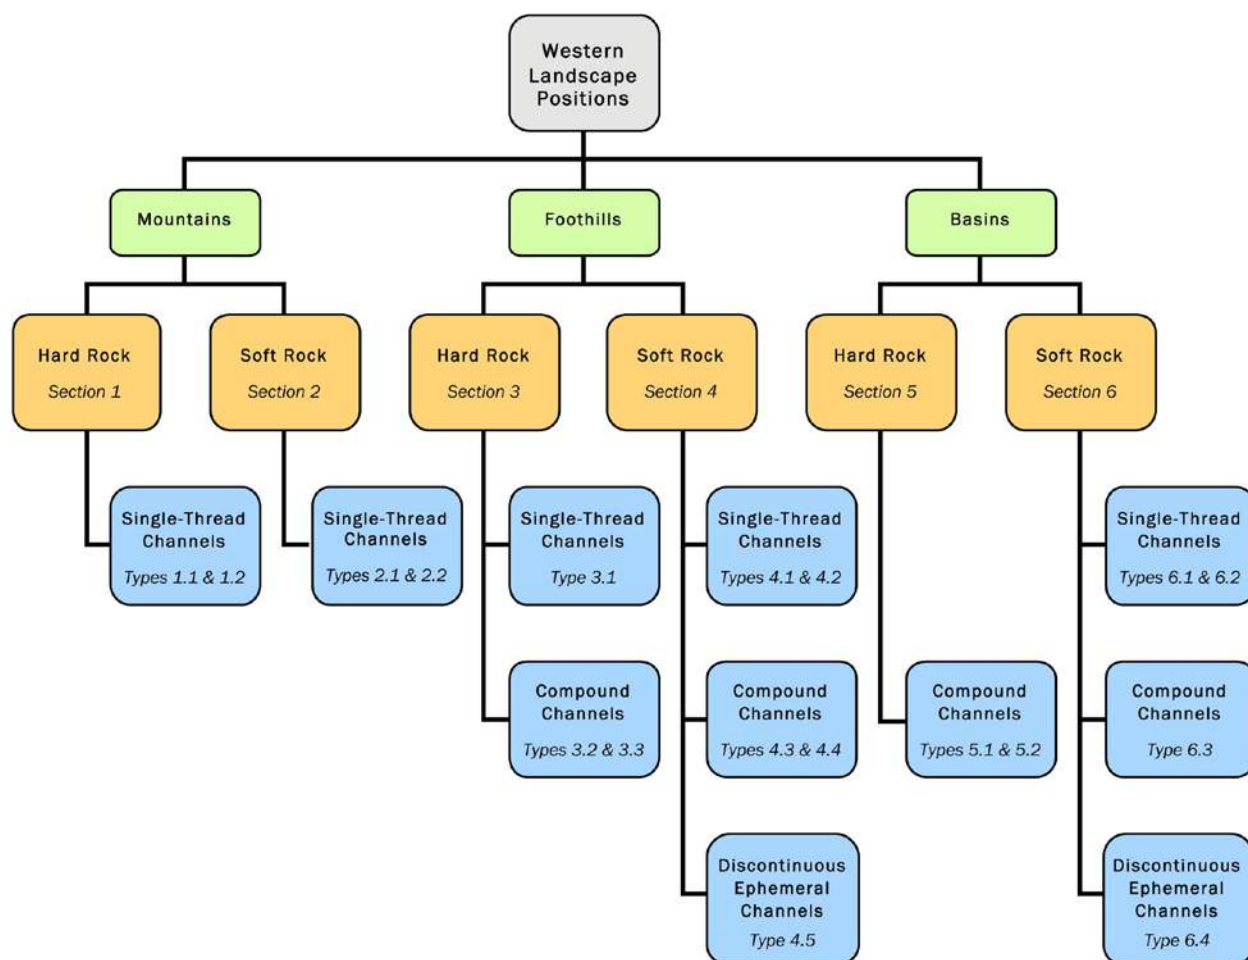 Western
Landscape
Positions
Mountains
Foothills
Basins
Hard Rock
Section 1
Soft Rock
Section 2
Hard Rock
Section 3
Soft Rock
Section 4
Hard Rock
Section 5
Soft Rock
Section 6
Single-Thread
Channels
Types 1.1 & 1.2
Single-Thread
Channels
Types 2.1 & 2.2
Single-Thread
Channels
Type 3.1
Single-Thread
Channels
Types 4.1 & 4.2
Single-Thread
Channels
Types 6.1 & 6.2
Compound
Channels
Types 3.2 & 3.3
Compound
Channels
Types 4.3 & 4.4
Compound
Channels
Types 5.1 & 5.2
Compound
Channels
Type 6.3
Discontinuous
Ephemeral
Channels
Type 4.5
Discontinuous
Ephemeral
Channels
Type 6.4